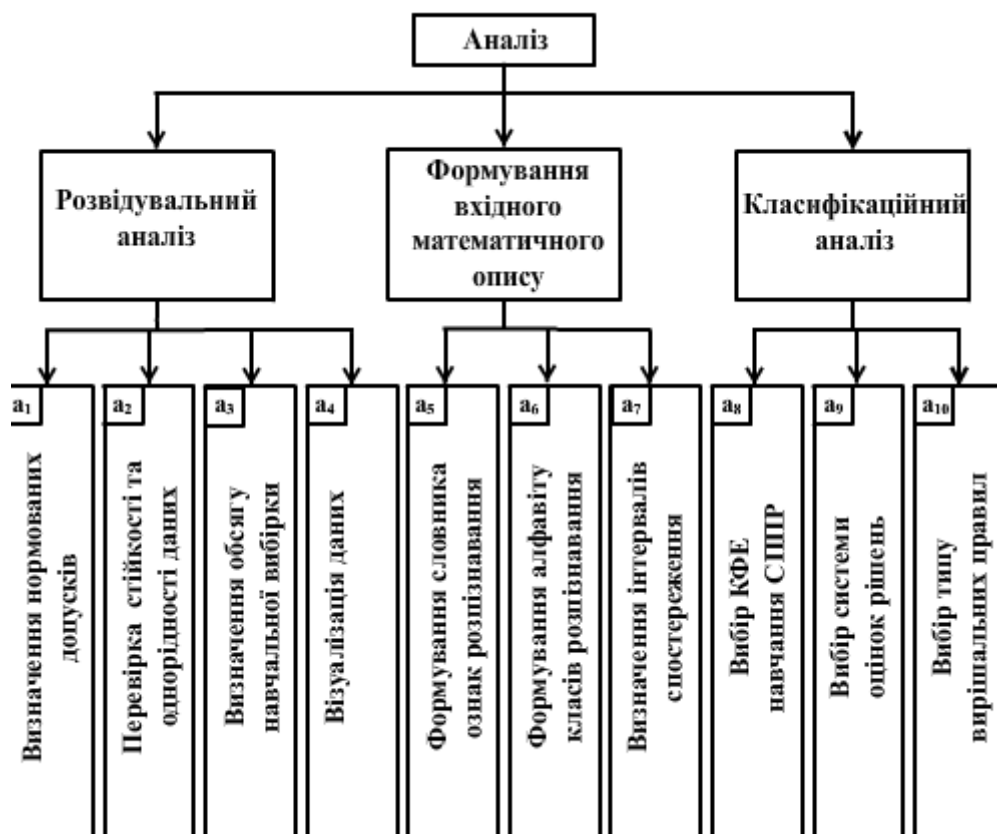 Аналіз
Розвідувальний
аналіз
Формування
вхідного
математичного
опису
Класифікаційний
аналіз
a1
Визначення нормованих
допусків
a2
Перевірка стійкості та
однорідності даних
a3
Визначення обсягу
навчальної вибірки
a4
Візуалізація даних
a5
Формування словника
ознак розпізнавання
a6
Формування алфавіту
класів розпізнавання
a7
Визначення інтервалів
спостереження
a8
Вибір КФЕ
навчання СППР
a9
Вибір системи
оцінок рішень
a10
Вибір типу
вирішальних правил